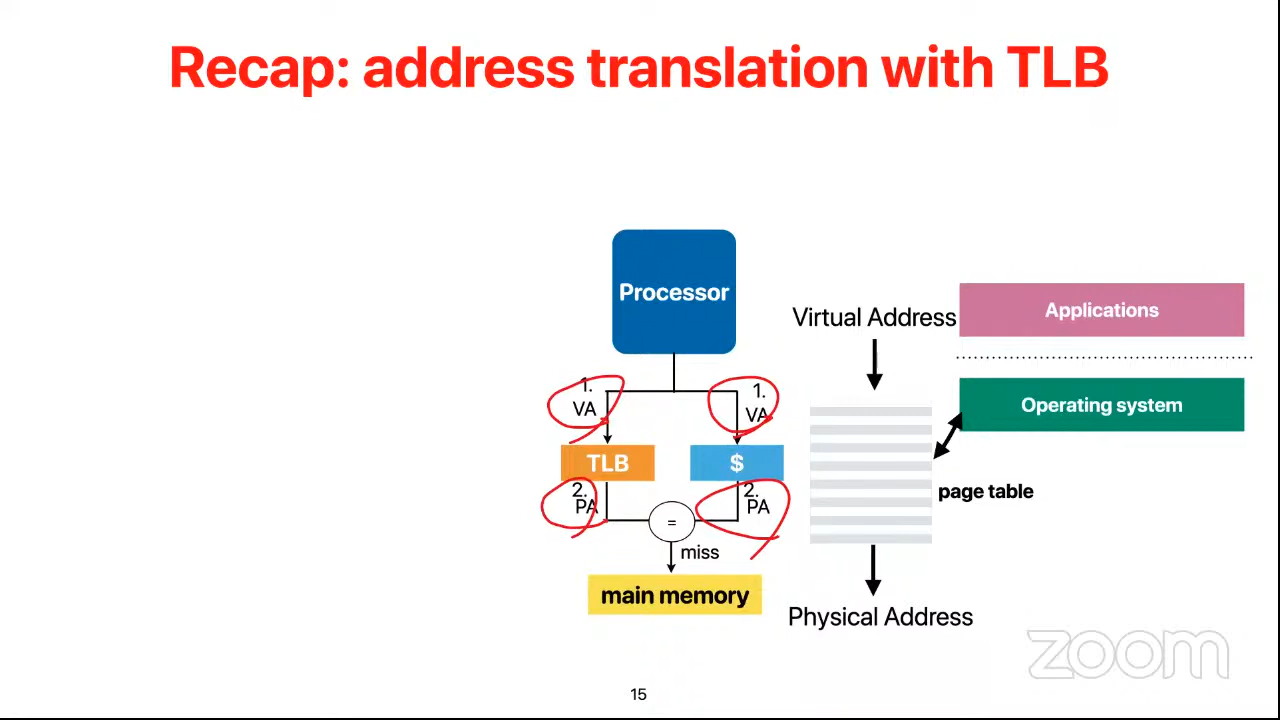 Recap: address translation with TLB
Processor
1.
VA
1.
VA
TLB
$
2.
PA
2.
PA
=
miss
main memory
Virtual Address
Applications
Operating system
page table
Physical Address
zoom
15